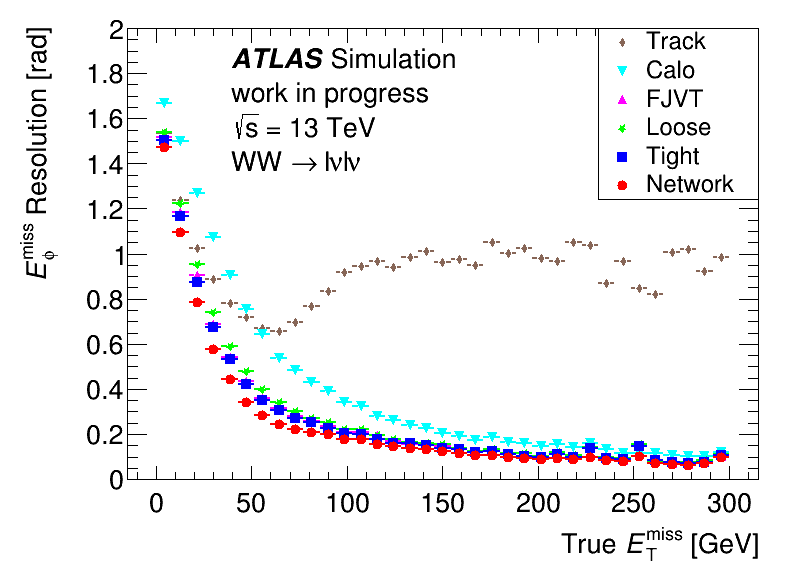 E_ϕ^miss Resolution [rad]
2
1.8
1.6
1.4
1.2
1
0.8
0.6
0.4
0.2
0
ATLAS Simulation
work in progress
√s = 13 TeV
WW → lνlν
Track
Calo
FJVT
Loose
Tight
Network
0 50 100 150 200 250 300
True E_T^miss [GeV]